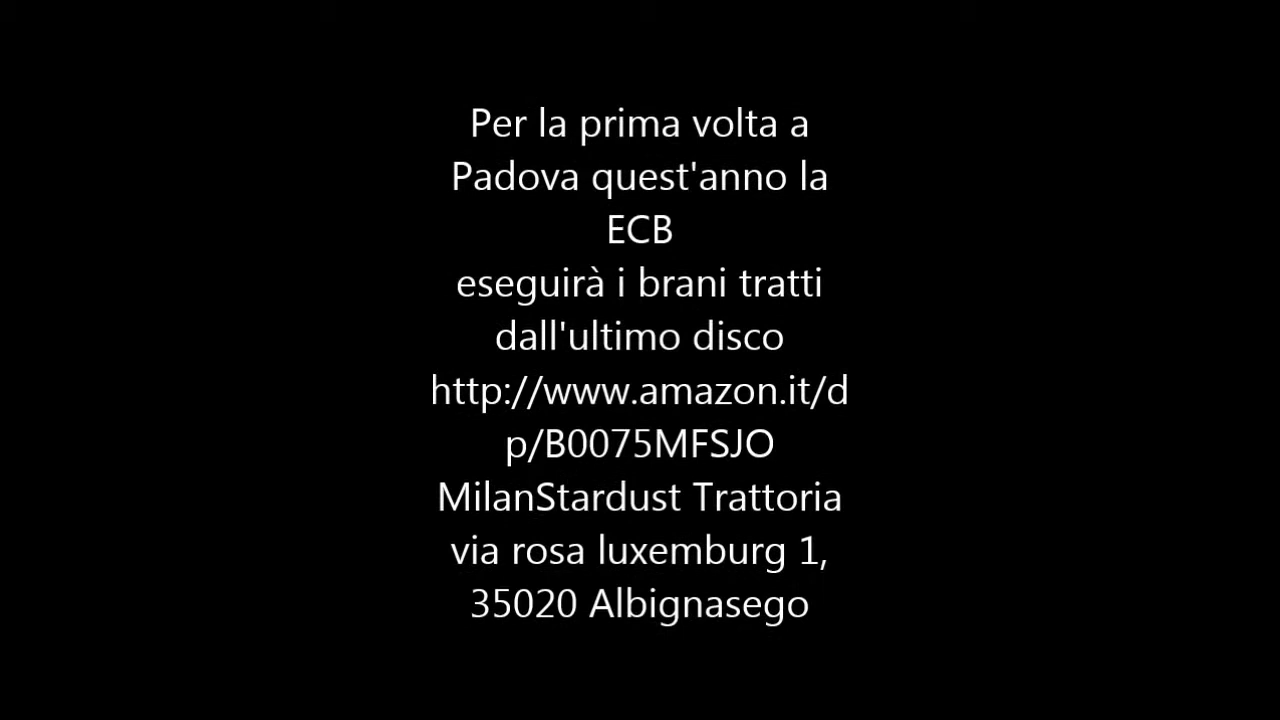 Per la prima volta a
Padova quest'anno la
ECB
eseguirà i brani tratti
dall'ultimo disco
http://www.amazon.it/d
p/B0075MFSJO
MilanStardust Trattoria
via rosa luxemburg 1,
35020 Albignasego